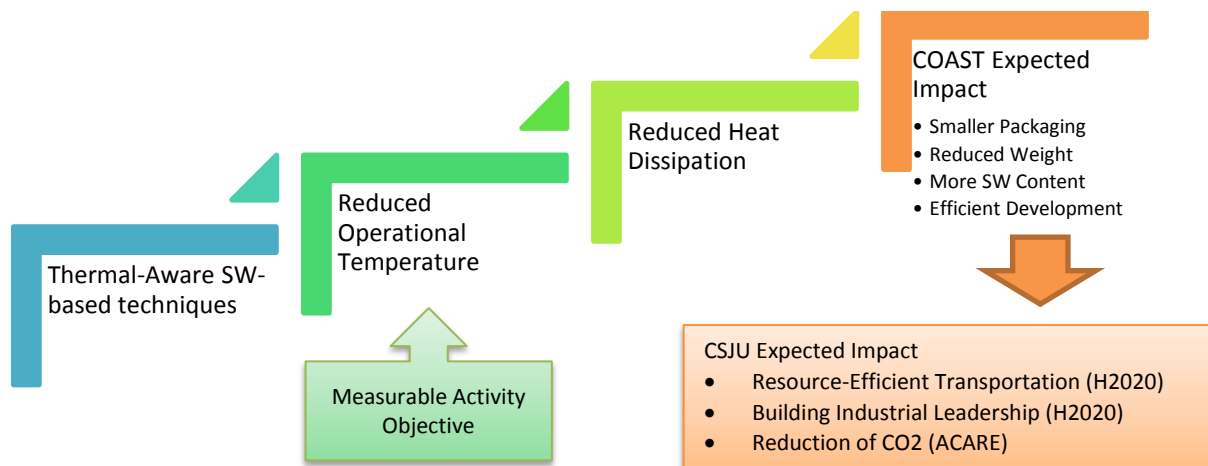 Thermal-Aware SW-
based techniques
Reduced
Operational
Temperature
Measurable Activity
Objective
Reduced Heat
Dissipation
COAST Expected
Impact
• Smaller Packaging
• Reduced Weight
• More SW Content
• Efficient Development
CSJU Expected Impact
• Resource-Efficient Transportation (H2020)
• Building Industrial Leadership (H2020)
• Reduction of CO2 (ACARE)